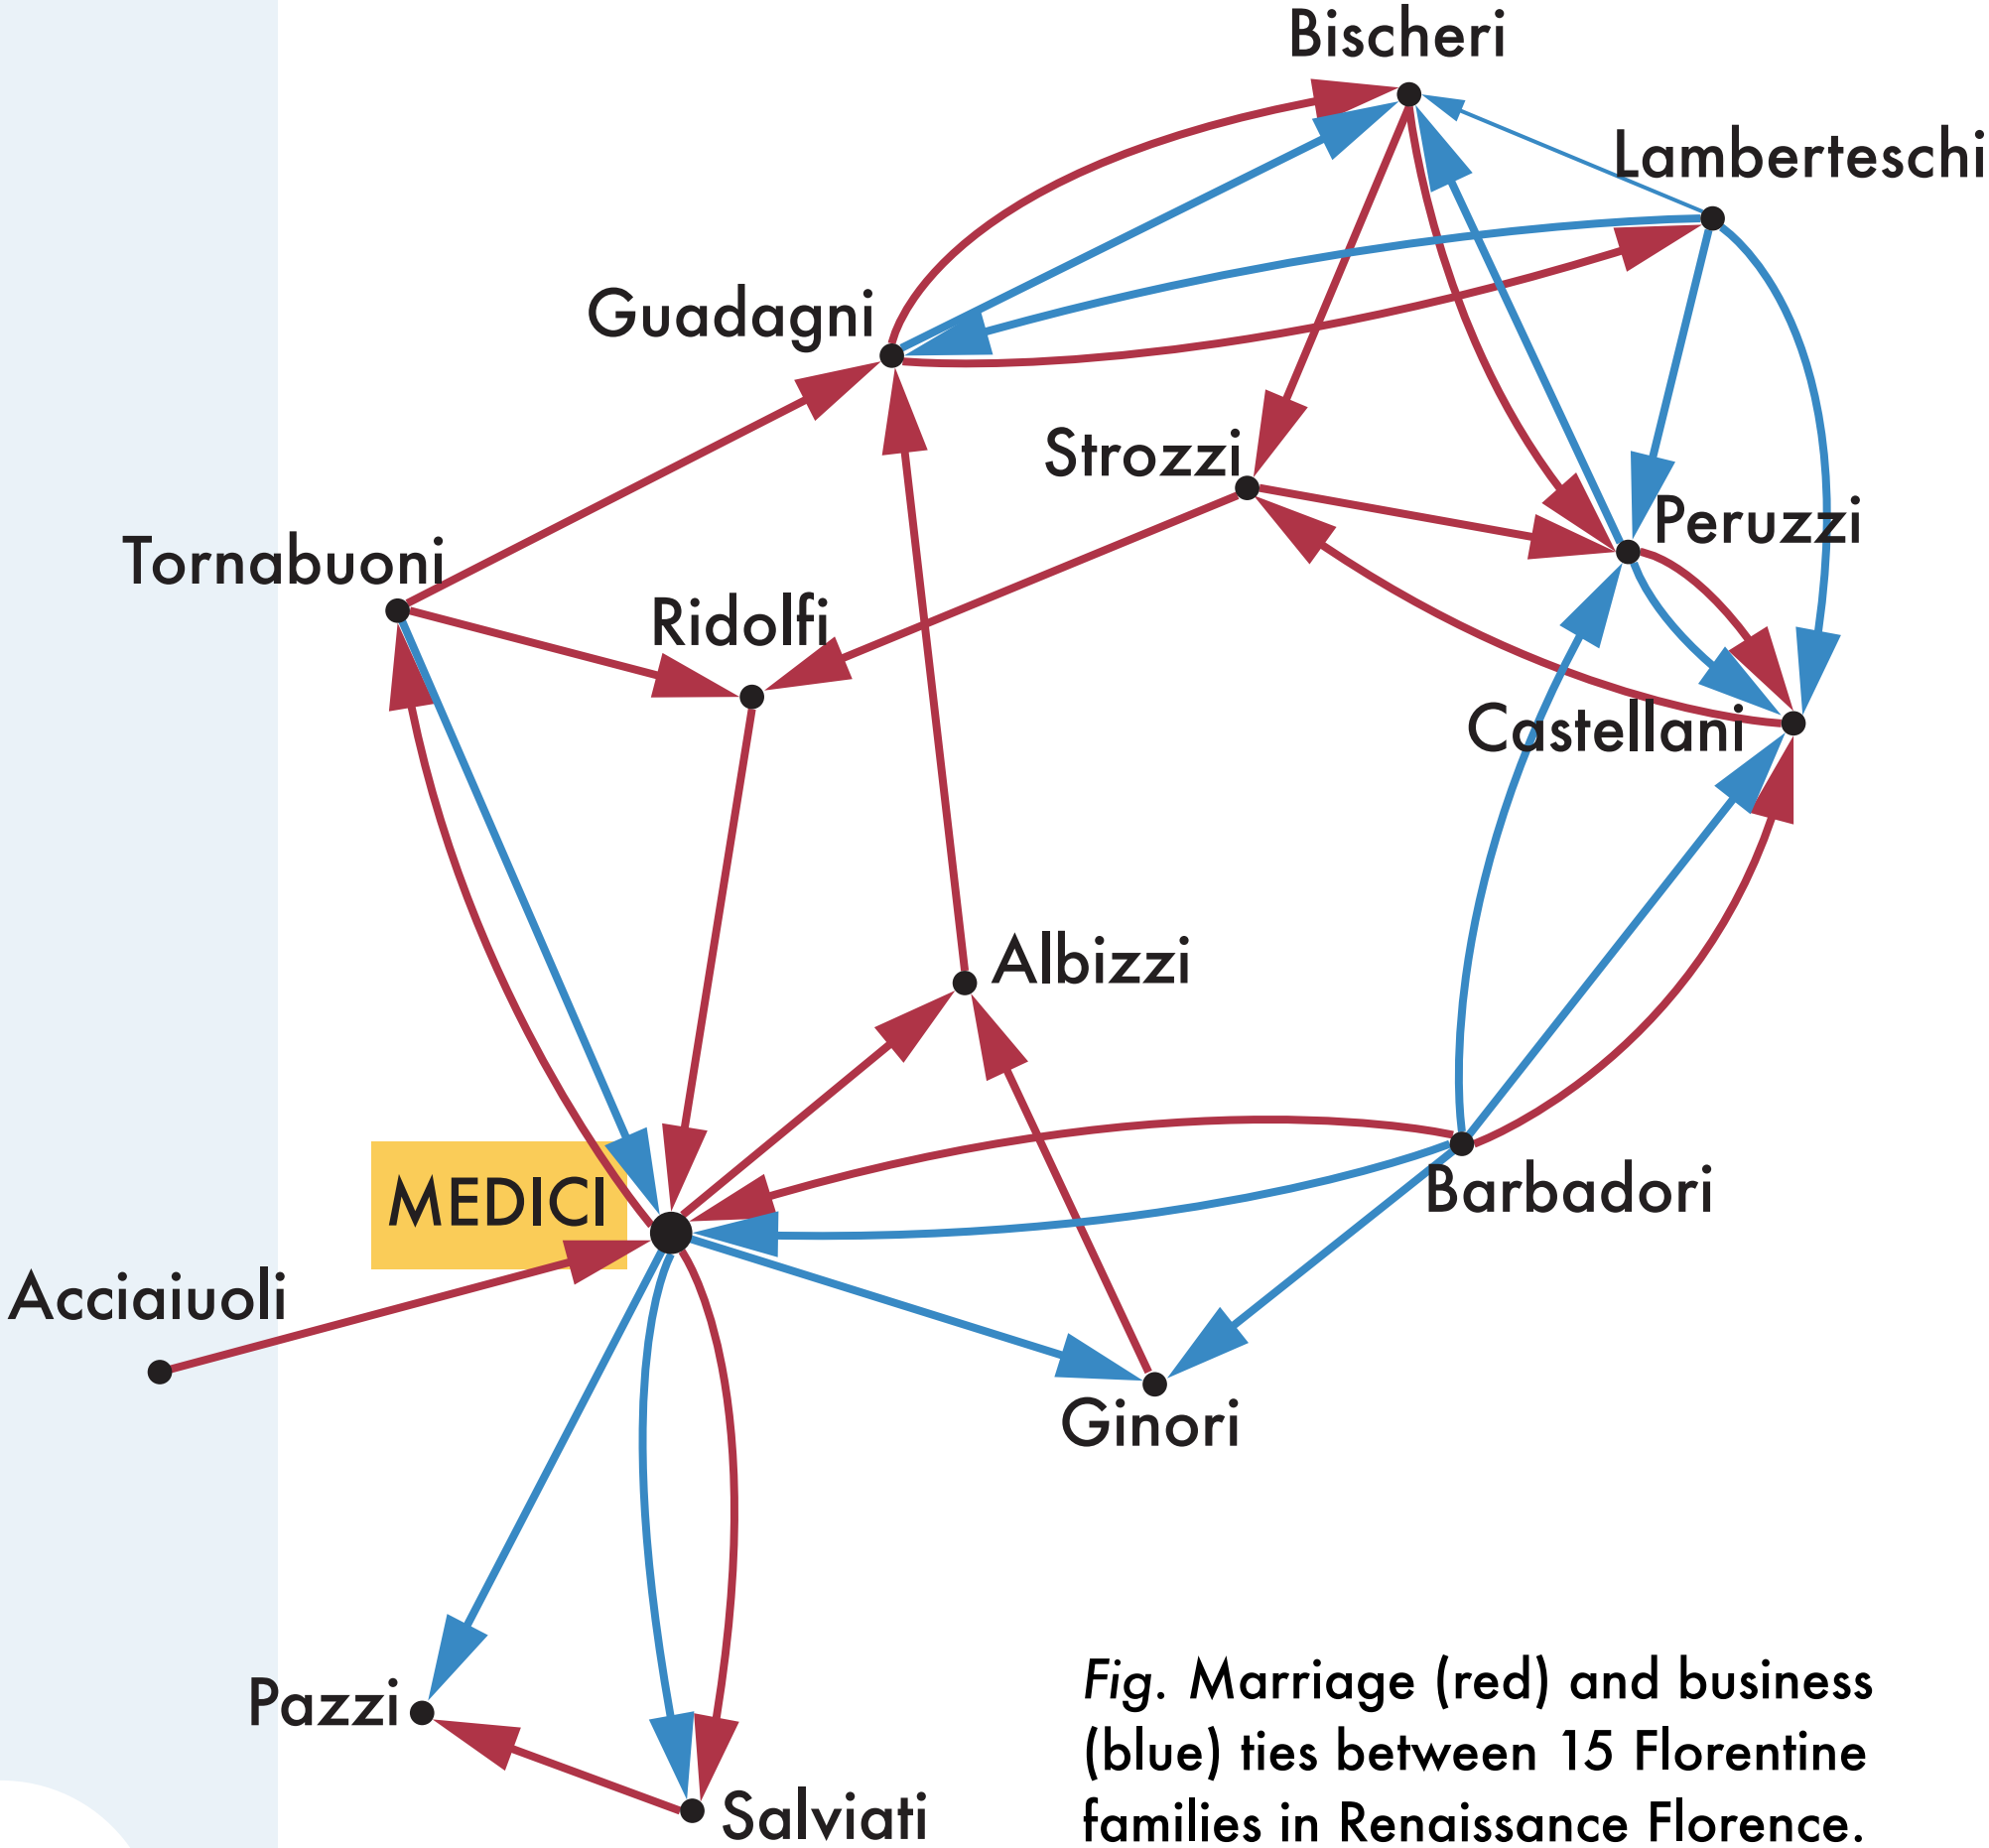 Bischeri
Lamberteschi
Guadagni
Strozzi
Peruzzi
Tornabuoni
Ridolfi
Castellani
Albizzi
MEDICI
Barbadori
Acciaiuoli
Ginori
Pazzi
Salviati
Fig. Marriage (red) and business
(blue) ties between 15 Florentine
families in Renaissance Florence.